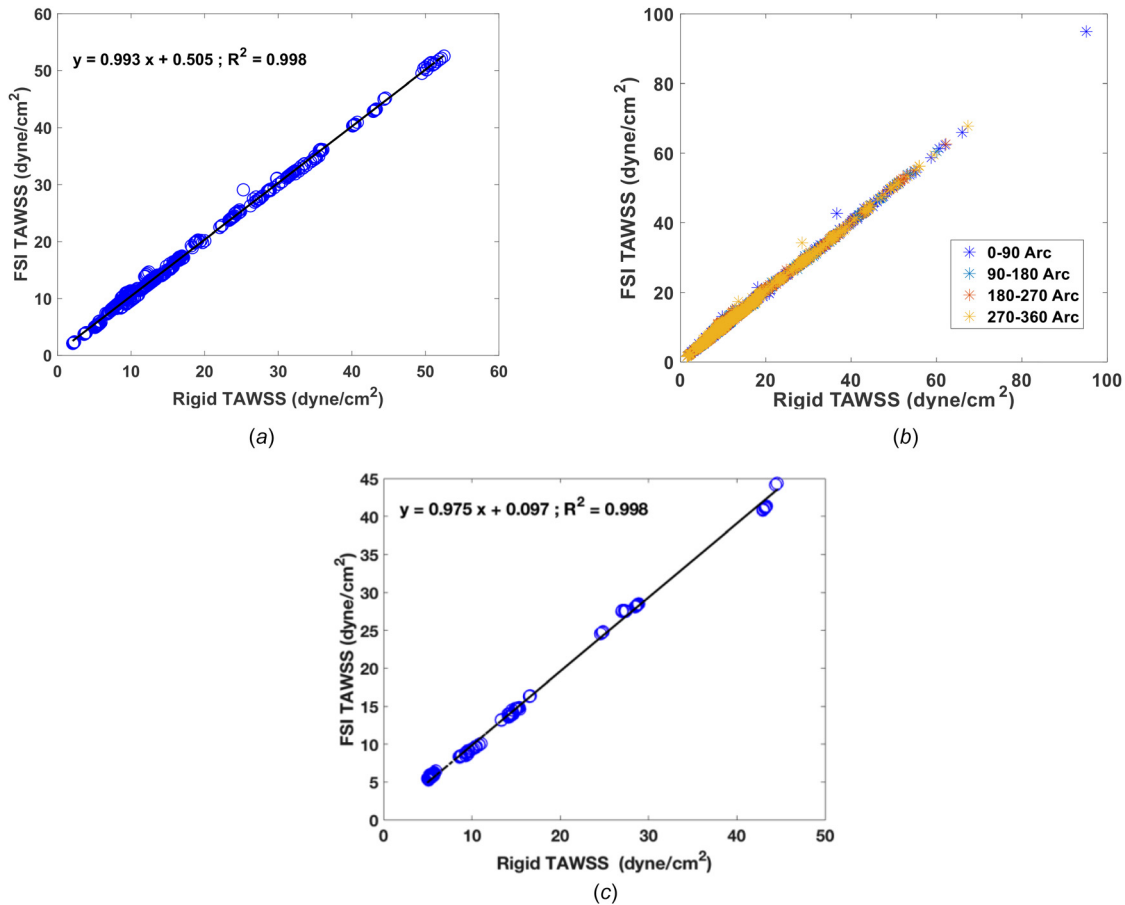 60
50
40
30
20
10
0
FSI TAWSS (dyne/cm²)
y = 0.993 x + 0.505 ; R² = 0.998
0 10 20 30 40 50 60
Rigid TAWSS (dyne/cm²)
(a)
100
80
60
40
20
0
FSI TAWSS (dyne/cm²)
0-90 Arc
90-180 Arc
180-270 Arc
270-360 Arc
0 20 40 60 80 100
Rigid TAWSS (dyne/cm²)
(b)
45
40
35
30
25
20
15
10
5
0
FSI TAWSS (dyne/cm²)
y = 0.975 x + 0.097 ; R² = 0.998
0 10 20 30 40 50
Rigid TAWSS (dyne/cm²)
(c)